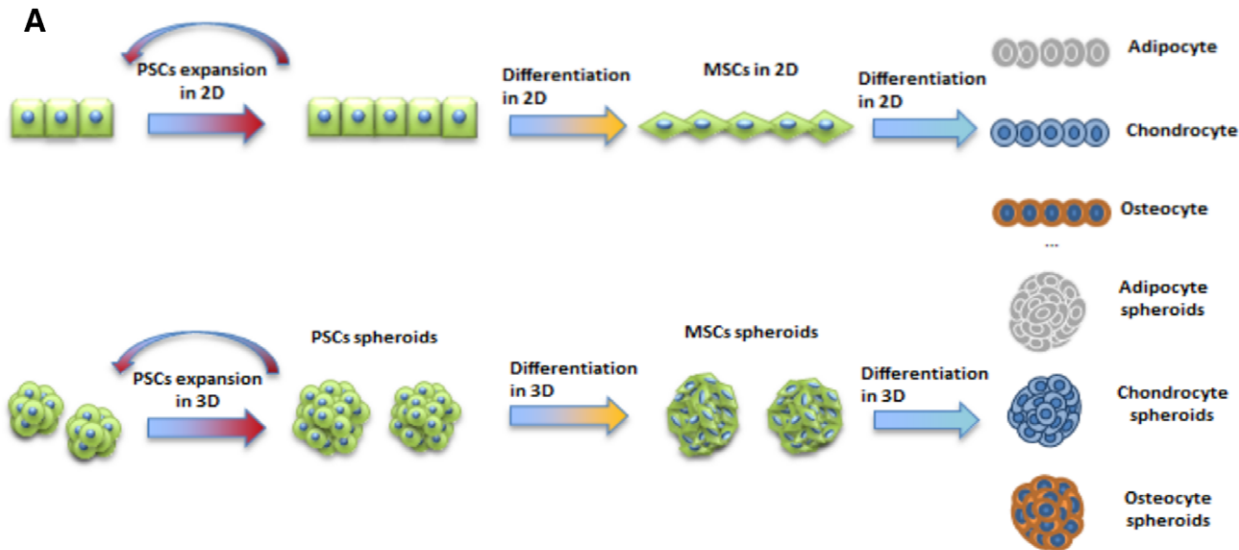 A
PSCs expansion
in 2D
Differentiation
in 2D
MSCs in 2D
Differentiation
in 2D
Adipocyte
Chondrocyte
Osteocyte
...
PSCs expansion
in 3D
PSCs spheroids
Differentiation
in 3D
MSCs spheroids
Differentiation
in 3D
Adipocyte
spheroids
Chondrocyte
spheroids
Osteocyte
spheroids